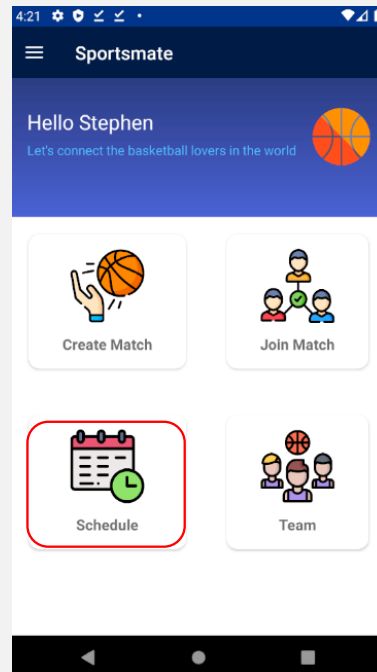 4:21
Sportsmate
Hello Stephen
Let's connect the basketball lovers in the world
Create Match
Join Match
Schedule
Team